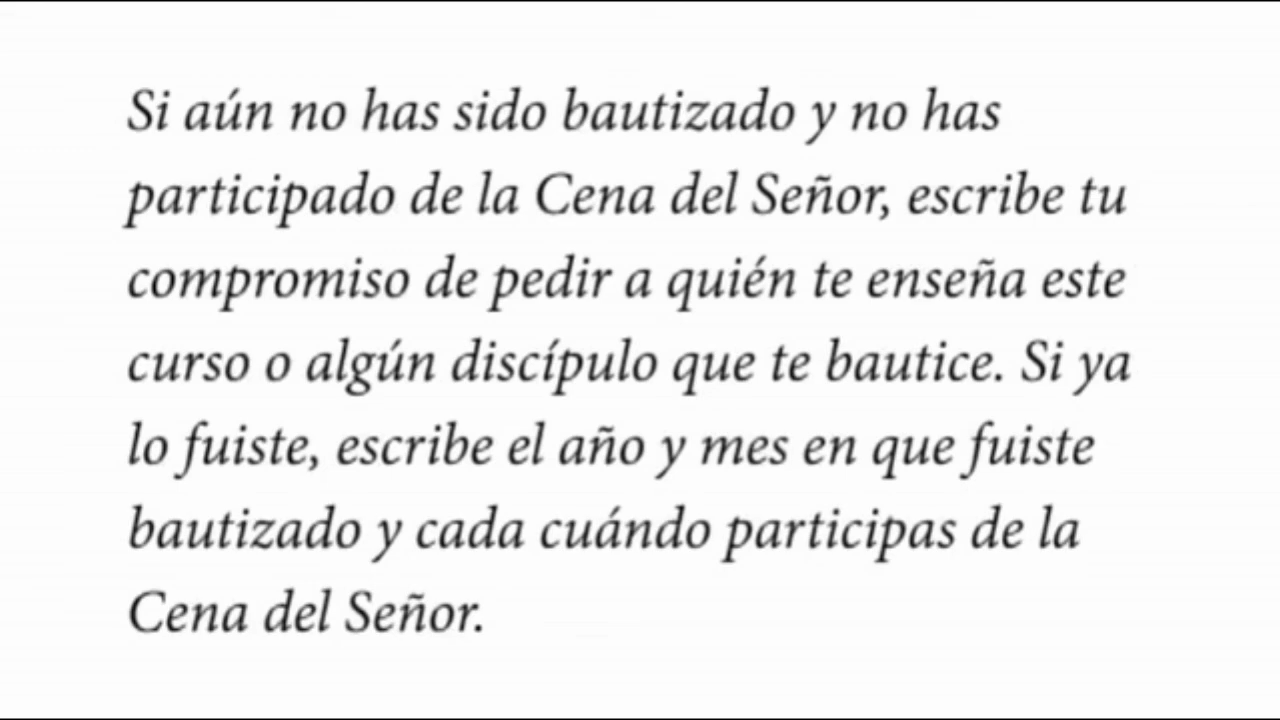 Si aún no has sido bautizado y no has
participado de la Cena del Señor, escribe tu
compromiso de pedir a quién te enseña este
curso o algún discípulo que te bautice. Si ya
lo fuiste, escribe el año y mes en que fuiste
bautizado y cada cuándo participas de la
Cena del Señor.